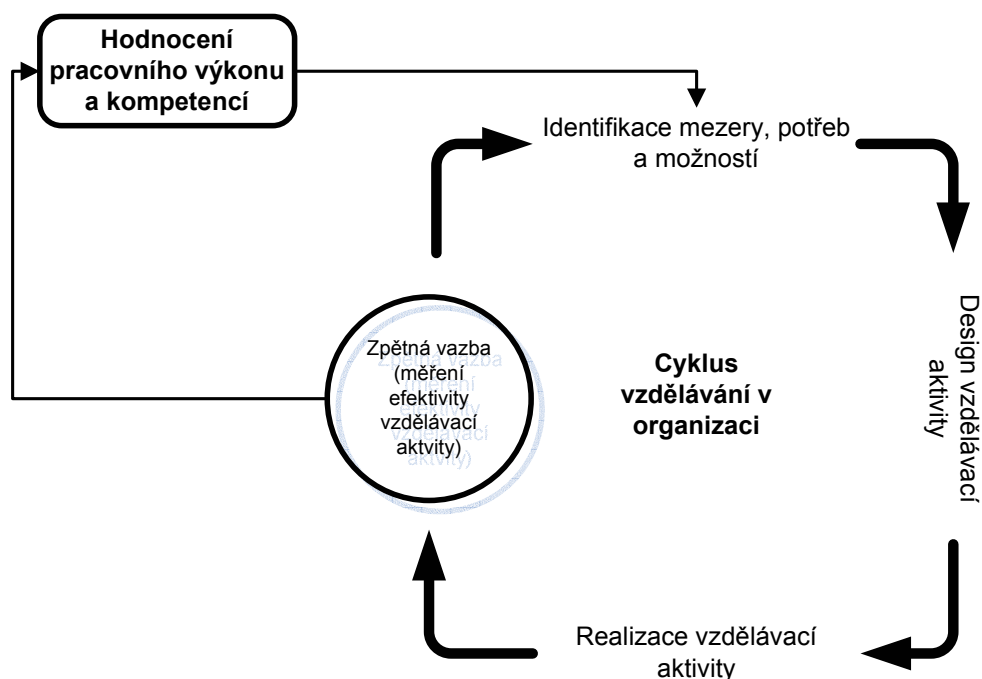 Hodnocení
pracovního výkonu
a kompetencí
Identifikace mezery, potřeb
a možností
Design vzdělávací
aktivity
Zpětná vazba
(měření
efektivity
vzdělávací
aktvity)
Cyklus
vzdělávání v
organizaci
Realizace vzdělávací
aktivity